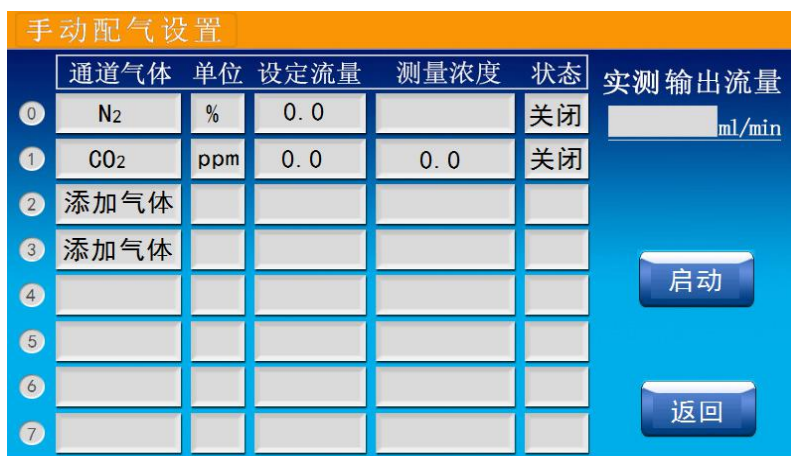 手动配气设置
通道气体 单位 设定流量 测量浓度 状态
实测输出流量
0 N2 % 0.0 关闭
ml/min
1 CO2 ppm 0.0 0.0 关闭
2 添加气体
3 添加气体
启动
4
5
6
返回
7